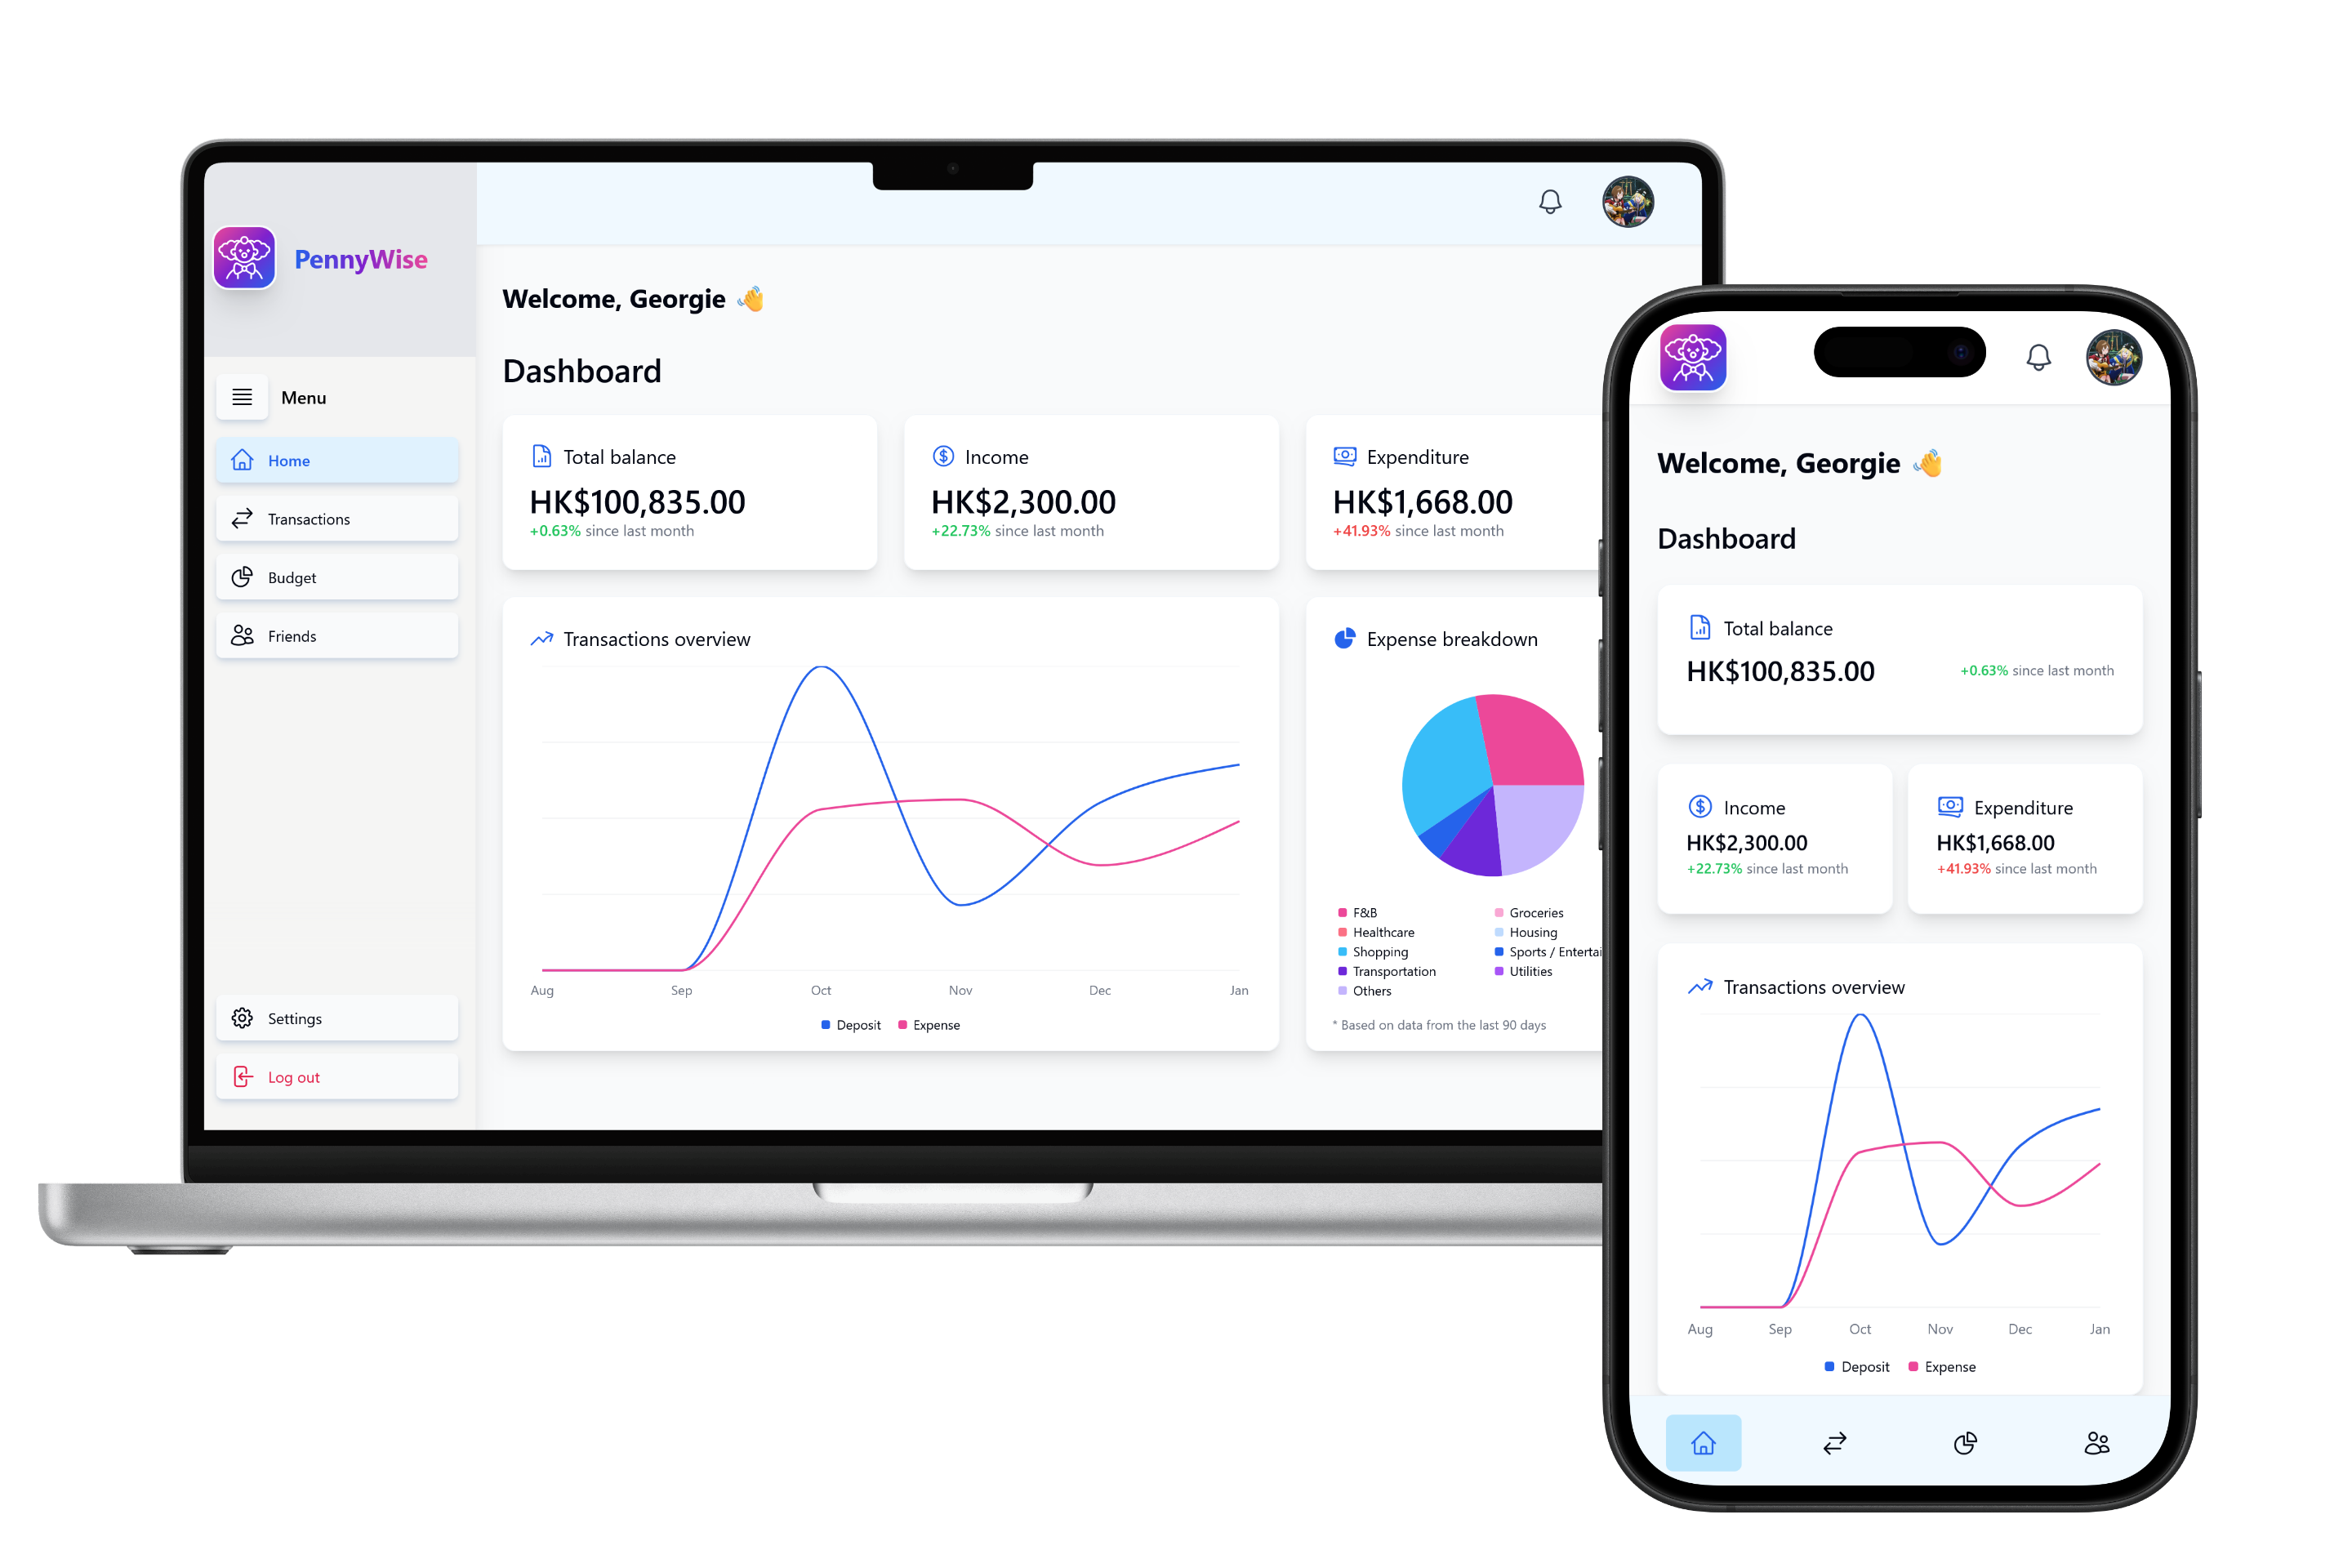 PennyWise
Menu
Home
Transactions
Budget
Friends
Settings
Log out
Welcome, Georgie 👋
Dashboard
Total balance
HK$100,835.00
+0.63% since last month
Income
HK$2,300.00
+22.73% since last month
Expenditure
HK$1,668.00
+41.93% since last month
Transactions overview
Aug Sep Oct Nov Dec Jan
Deposit Expense
Expense breakdown
F&B Groceries
Healthcare Housing
Shopping Sports / Entertai
Transportation Utilities
Others
* Based on data from the last 90 days
Welcome, Georgie 👋
Dashboard
Total balance
HK$100,835.00 +0.63% since last month
Income
HK$2,300.00
+22.73% since last month
Expenditure
HK$1,668.00
+41.93% since last month
Transactions overview
Aug Sep Oct Nov Dec Jan
Deposit Expense